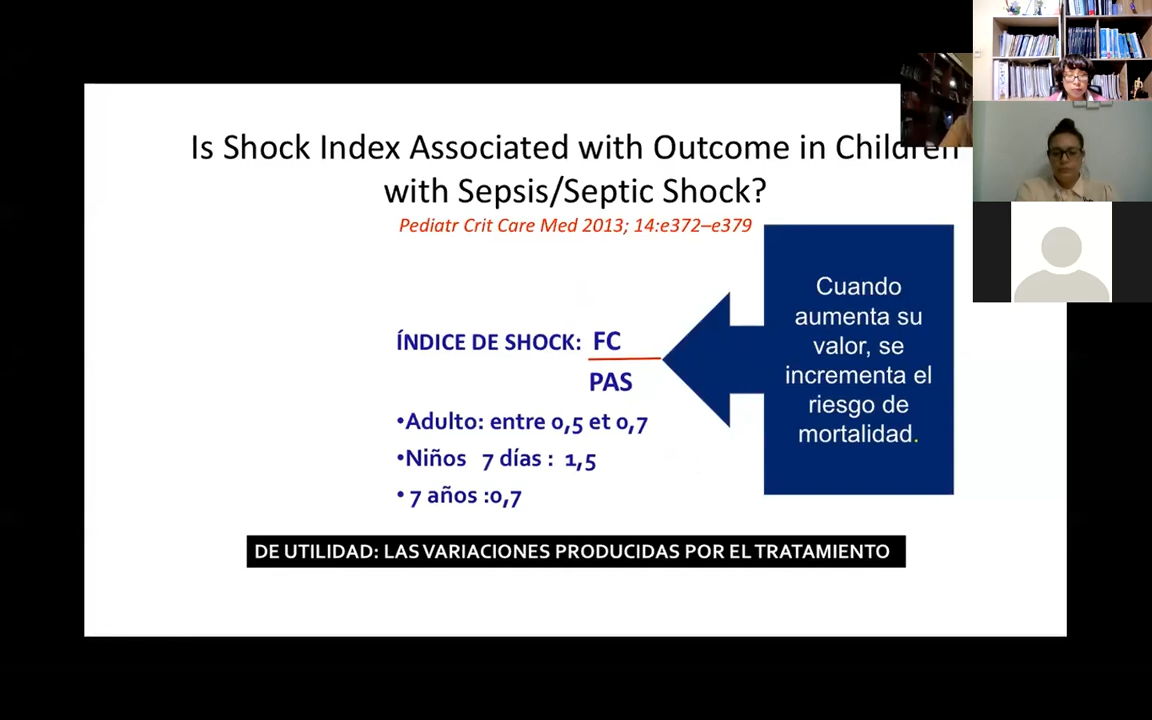 Is Shock Index Associated with Outcome in Children
with Sepsis/Septic Shock?
Pediatr Crit Care Med 2013; 14:e372–e379
Cuando
aumenta su
valor, se
incrementa el
riesgo de
mortalidad.
ÍNDICE DE SHOCK: FC
PAS
•Adulto: entre 0,5 et 0,7
•Niños 7 días : 1,5
• 7 años :0,7
DE UTILIDAD: LAS VARIACIONES PRODUCIDAS POR EL TRATAMIENTO